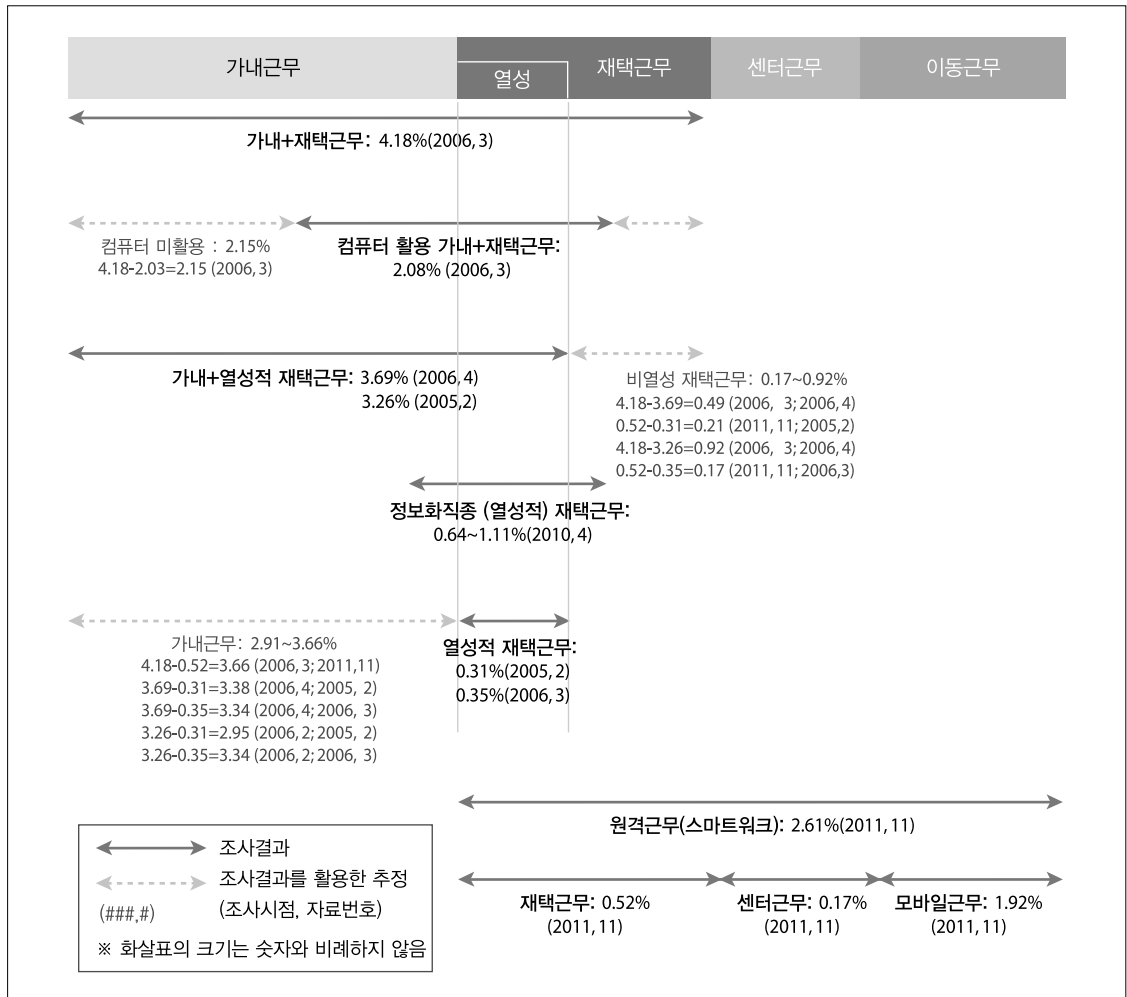 가내근무
열성
재택근무
센터근무
이동근무
가내+재택근무: 4.18%(2006, 3)
컴퓨터 미활용 : 2.15%
4.18-2.03=2.15 (2006, 3)
컴퓨터 활용 가내+재택근무:
2.08% (2006, 3)
가내+열성적 재택근무: 3.69% (2006, 4)
3.26% (2005,2)
비열성 재택근무: 0.17~0.92%
4.18-3.69=0.49 (2006, 3; 2006, 4)
0.52-0.31=0.21 (2011, 11; 2005,2)
4.18-3.26=0.92 (2006, 3; 2006, 4)
0.52-0.35=0.17 (2011, 11; 2006,3)
정보화직종 (열성적) 재택근무:
0.64~1.11%(2010, 4)
가내근무: 2.91~3.66%
4.18-0.52=3.66 (2006, 3; 2011,11)
3.69-0.31=3.38 (2006, 4; 2005, 2)
3.69-0.35=3.34 (2006, 4; 2006, 3)
3.26-0.31=2.95 (2006, 2; 2005, 2)
3.26-0.35=3.34 (2006, 2; 2006, 3)
열성적 재택근무:
0.31%(2005, 2)
0.35%(2006, 3)
원격근무(스마트워크): 2.61%(2011, 11)
재택근무: 0.52%
(2011, 11)
센터근무: 0.17%
(2011, 11)
모바일근무: 1.92%
(2011, 11)
조사결과
조사결과를 활용한 추정
(###,#) (조사시점, 자료번호)
※ 화살표의 크기는 숫자와 비례하지 않음